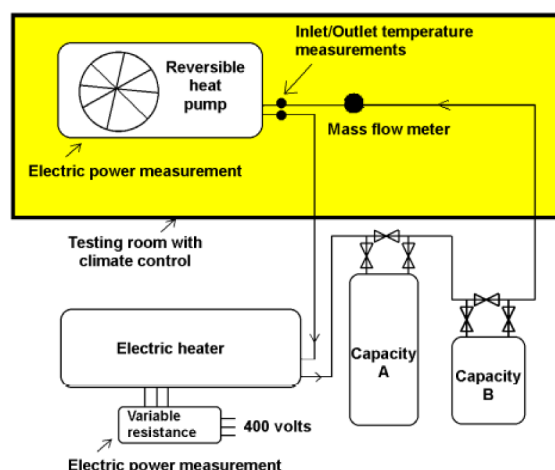 Inlet/Outlet temperature
measurements
Reversible
heat
pump
Mass flow meter
Electric power measurement
Testing room with
climate control
Electric heater
Capacity
A
Capacity
B
Variable
resistance
400 volts
Electric power measurement